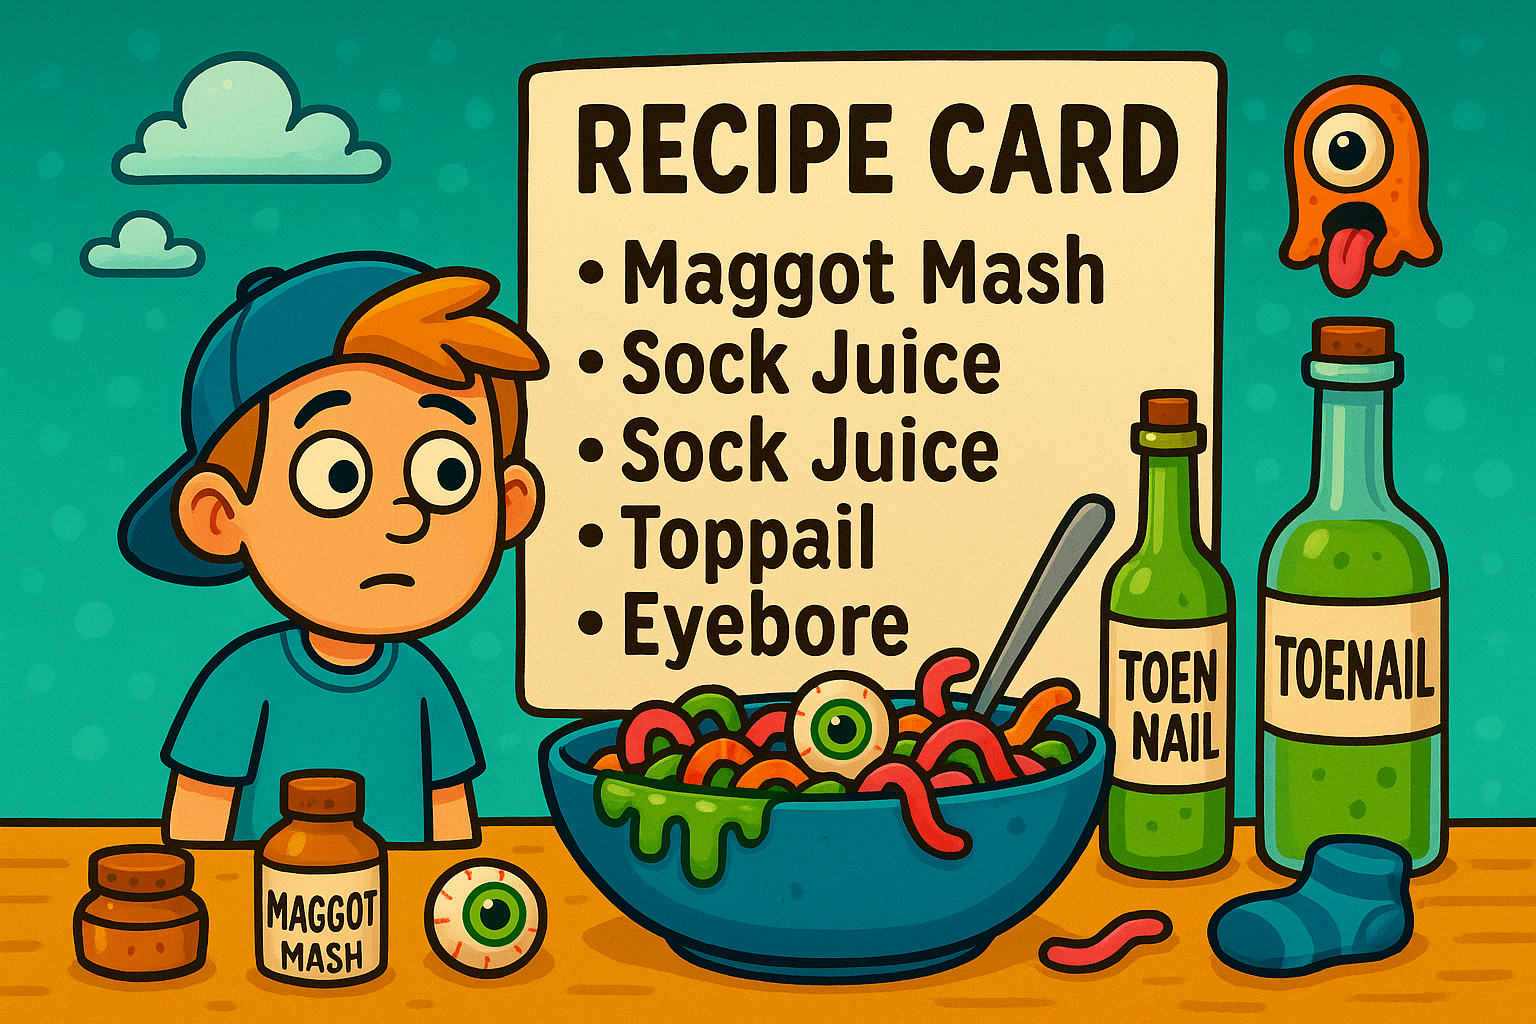 RECIPE CARD
• Maggot Mash
• Sock Juice
• Sock Juice
• Toppail
• Eyebore
TOEN
NAIL
TOENAIL
MAGGOT
MASH